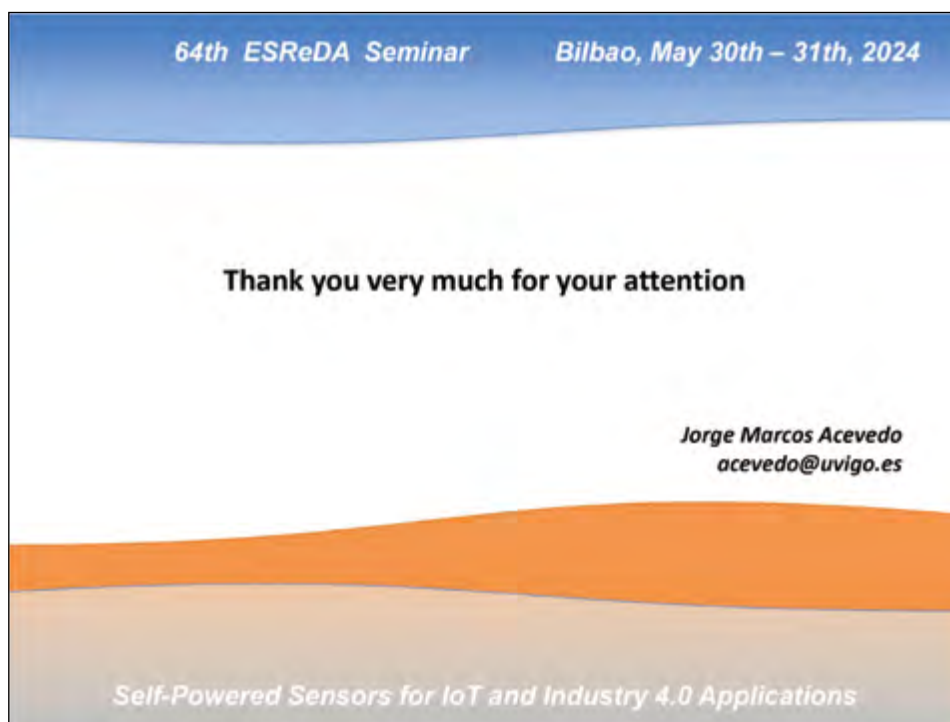 64th ESReDA Seminar Bilbao, May 30th – 31th, 2024
Thank you very much for your attention
Jorge Marcos Acevedo
acevedo@uvigo.es
Self-Powered Sensors for IoT and Industry 4.0 Applications